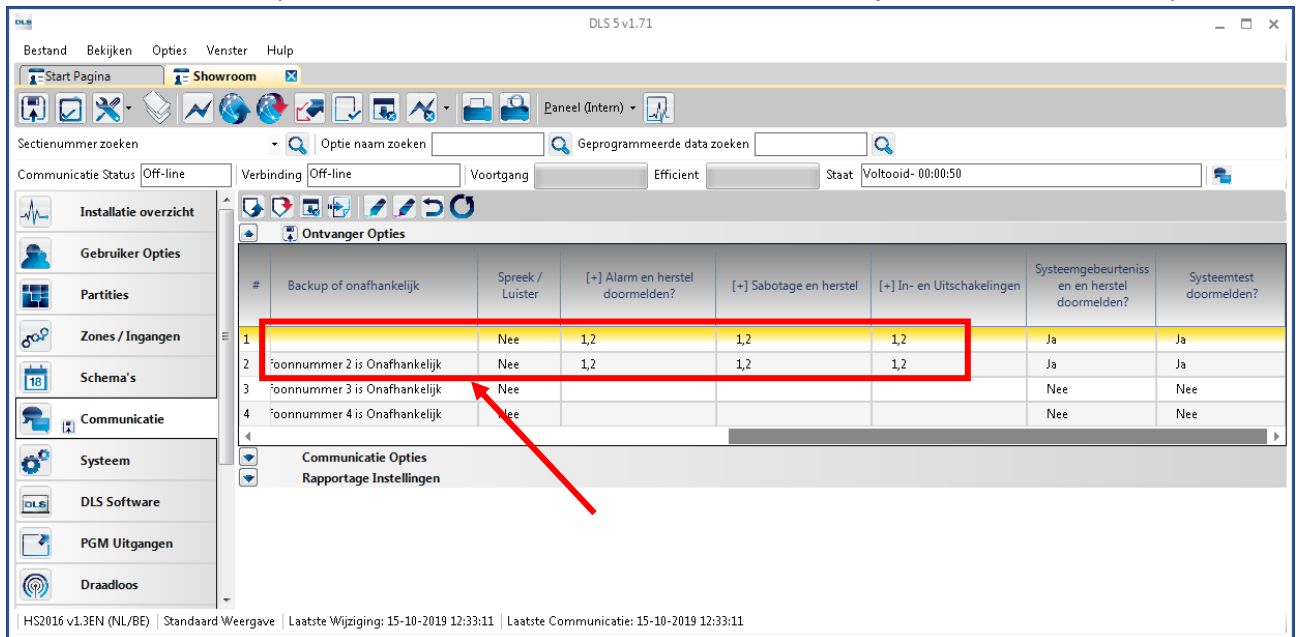 DLS
DLS 5 v1.71
Bestand Bekijken Opties Venster Hulp
Start Pagina Showroom
Paneel (Intern)
Sectienummer zoeken Optie naam zoeken Geprogrammeerde data zoeken
Communicatie Status Off-line Verbinding Off-line Voortgang Efficient Staat Voltooid- 00:00:50
Installatie overzicht
Gebruiker Opties
Partities
Zones / Ingangen
18 Schema's
Communicatie
Systeem
DLS DLS Software
PGM Uitgangen
Draadloos
Ontvanger Opties
# Backup of onafhankelijk Spreek / Luister [+] Alarm en herstel doormelden? [+] Sabotage en herstel [+] In- en Uitschakelingen Systeemgebeurteniss en en herstel doormelden? Systeemtest doormelden?
1 Nee 1,2 1,2 1,2 Ja Ja
2 foonnummer 2 is Onafhankelijk Nee 1,2 1,2 1,2 Ja Ja
3 foonnummer 3 is Onafhankelijk Nee Nee Nee
4 foonnummer 4 is Onafhankelijk Nee Nee Nee
Communicatie Opties
Rapportage Instellingen
HS2016 v1.3EN (NL/BE) Standaard Weergave Laatste Wijziging: 15-10-2019 12:33:11 Laatste Communicatie: 15-10-2019 12:33:11